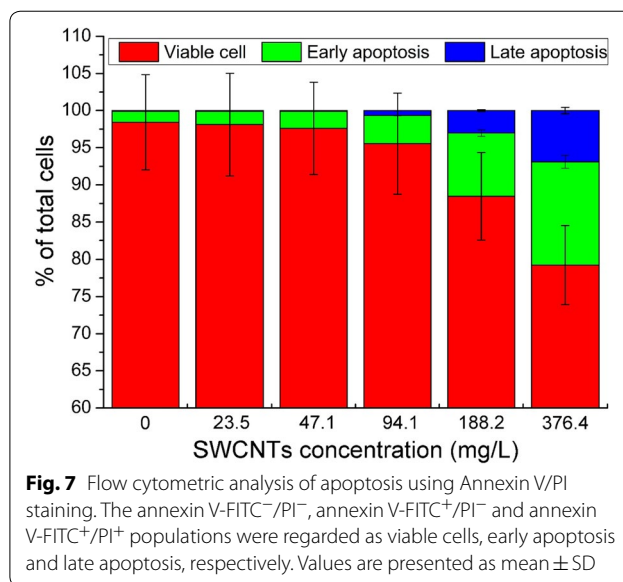 110
105
100
95
90
85
80
75
70
65
60
% of total cells
Viable cell Early apoptosis Late apoptosis
0 23.5 47.1 94.1 188.2 376.4
SWCNTs concentration (mg/L)
Fig. 7 Flow cytometric analysis of apoptosis using Annexin V/PI
staining. The annexin V-FITC⁻/PI⁻, annexin V-FITC⁺/PI⁻ and annexin
V-FITC⁺/PI⁺ populations were regarded as viable cells, early apoptosis
and late apoptosis, respectively. Values are presented as mean ± SD